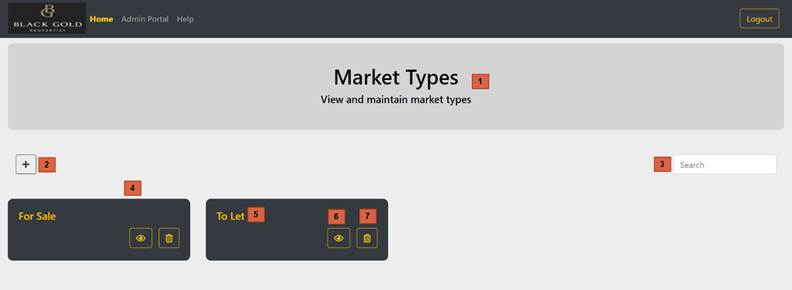 BG
BLACK GOLD
PROPERTIES
Home Admin Portal Help
Logout
Market Types 1
View and maintain market types
2
3 Search
4
For Sale
To Let 5
6 7